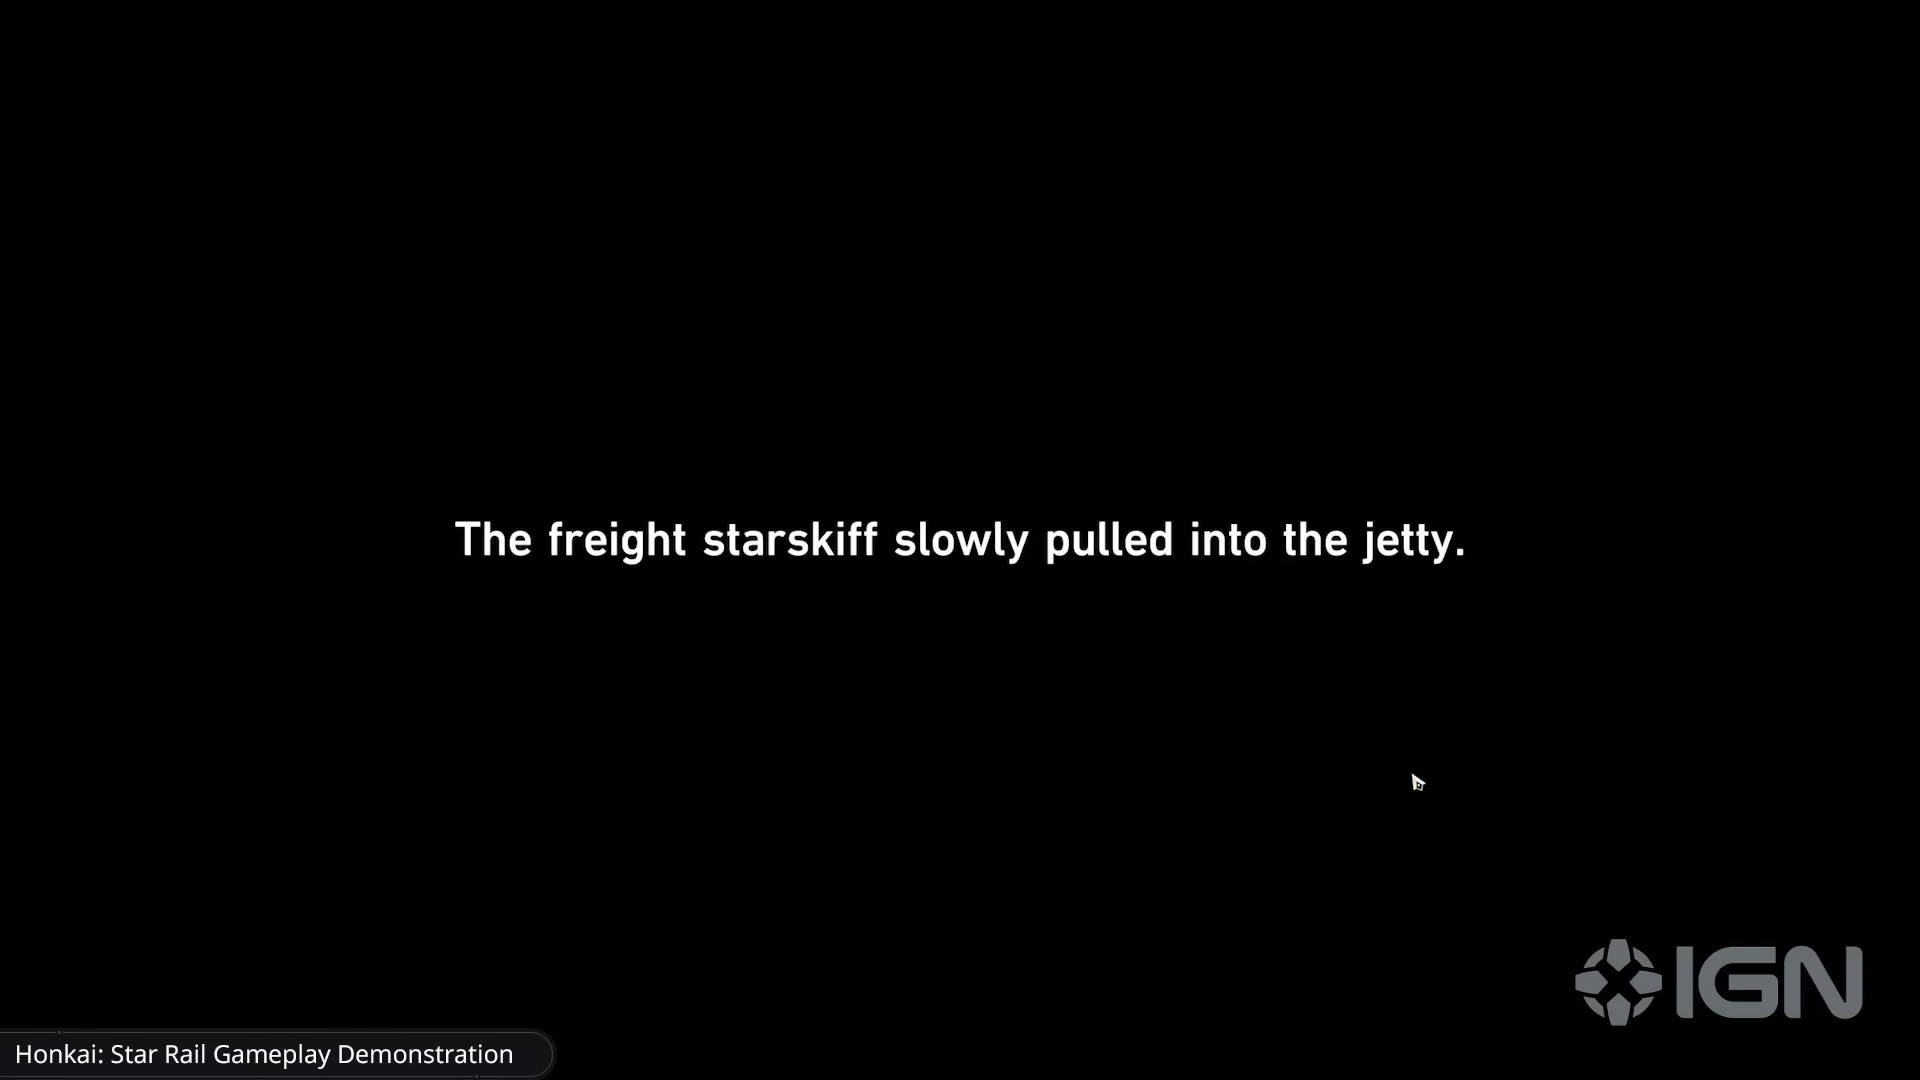 The freight starskiff slowly pulled into the jetty.
IGN
Honkai: Star Rail Gameplay Demonstration